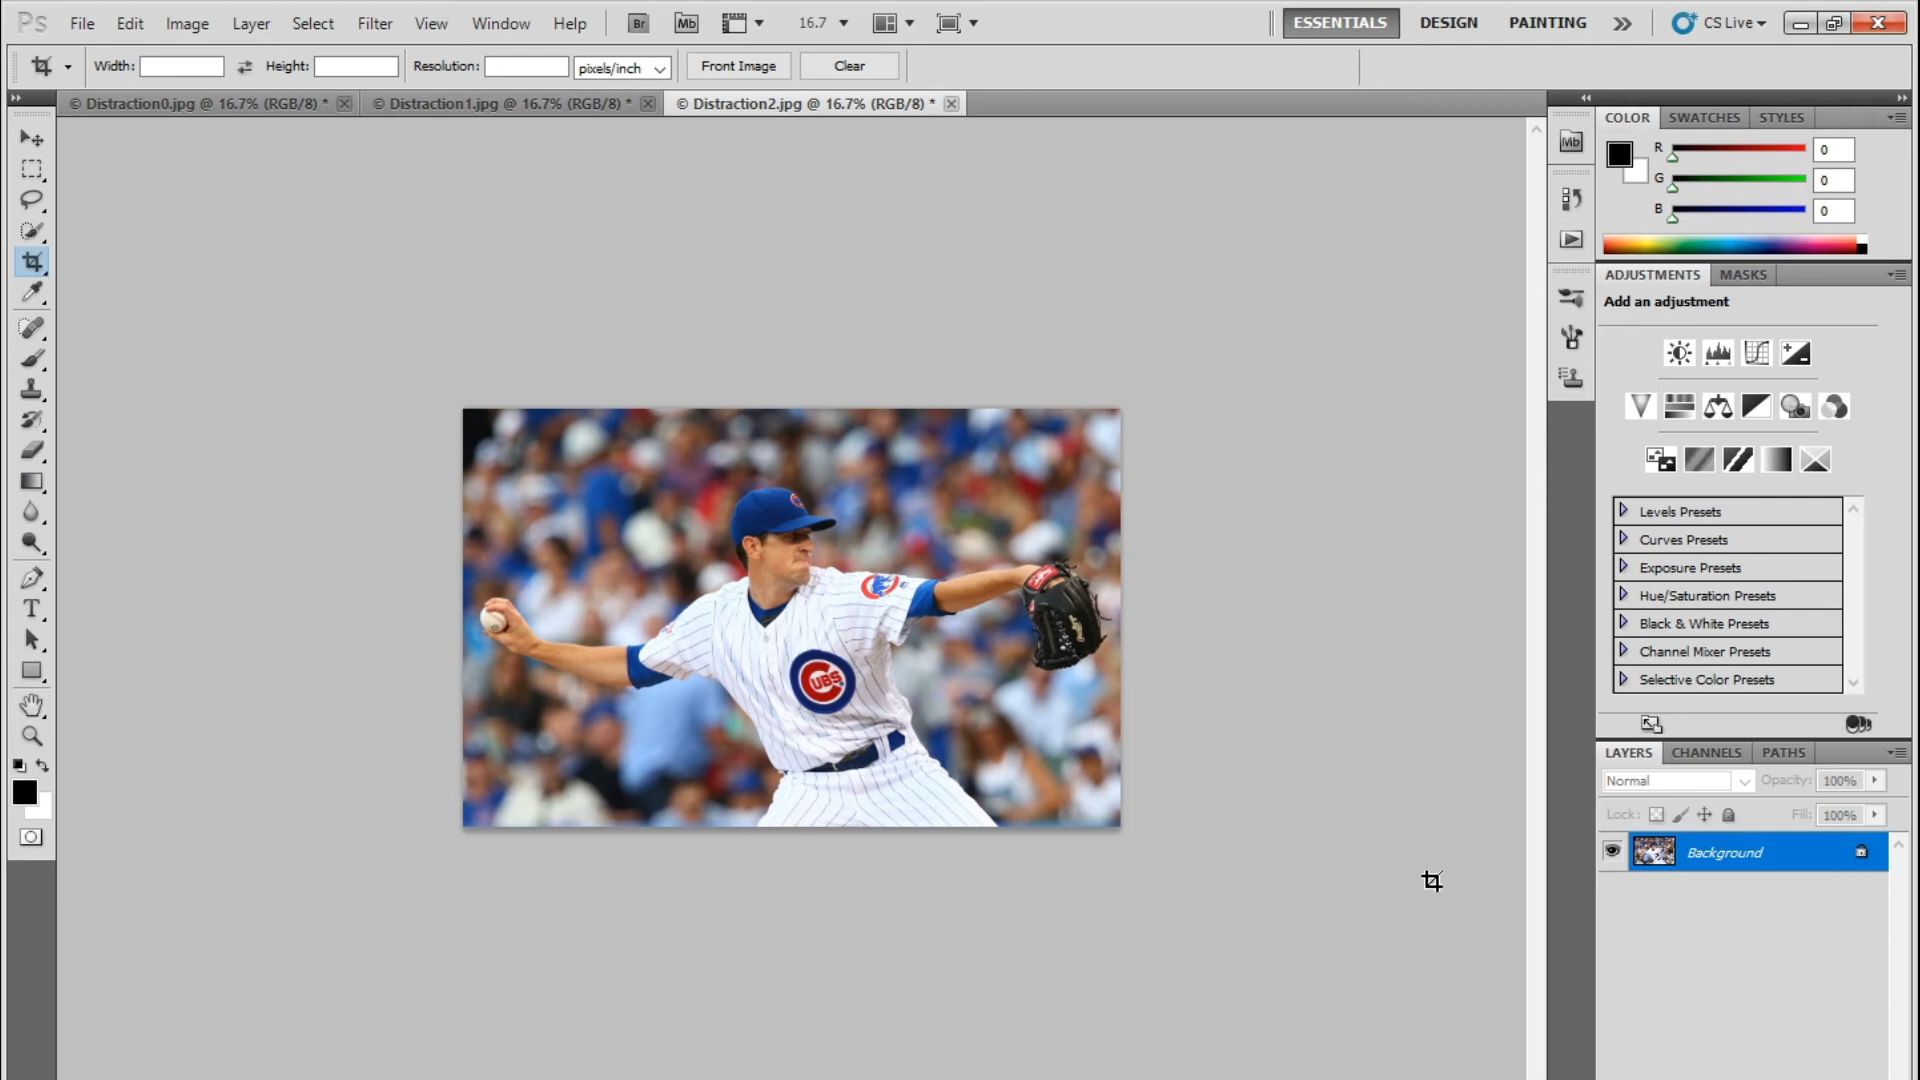 Ps File Edit Image Layer Select Filter View Window Help Br Mb 16.7 ESSENTIALS DESIGN PAINTING CS Live
Width: Height: Resolution: pixels/inch Front Image Clear
© Distraction0.jpg @ 16.7% (RGB/8) * © Distraction1.jpg @ 16.7% (RGB/8) * © Distraction2.jpg @ 16.7% (RGB/8) *
COLOR SWATCHES STYLES
Mb
R 0
G 0
B 0
ADJUSTMENTS MASKS
Add an adjustment
Levels Presets
Curves Presets
Exposure Presets
Hue/Saturation Presets
Black & White Presets
Channel Mixer Presets
Selective Color Presets
CUBS
T
LAYERS CHANNELS PATHS
Normal Opacity: 100%
Lock: Fill: 100%
Background